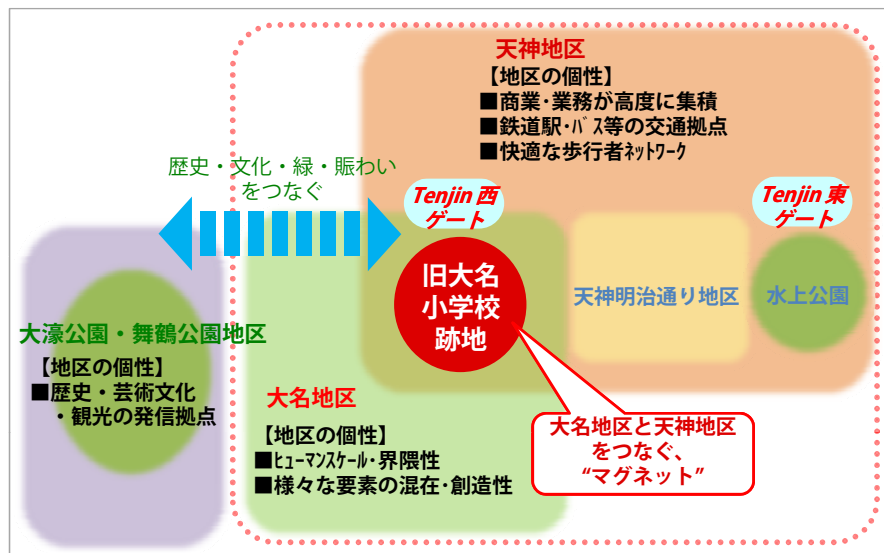 天神地区
【地区の個性】
■商業･業務が高度に集積
■鉄道駅･ﾊﾞｽ等の交通拠点
■快適な歩行者ﾈｯﾄﾜｰｸ
歴史・文化・緑・賑わい
をつなぐ
Tenjin 西
ゲート
Tenjin 東
ゲート
旧大名
小学校
跡地
天神明治通り地区
水上公園
大濠公園・舞鶴公園地区
【地区の個性】
■歴史・芸術文化
・観光の発信拠点
大名地区
【地区の個性】
■ﾋｭｰﾏﾝｽｹｰﾙ･界隈性
■様々な要素の混在･創造性
大名地区と天神地区
をつなぐ、
“マグネット”